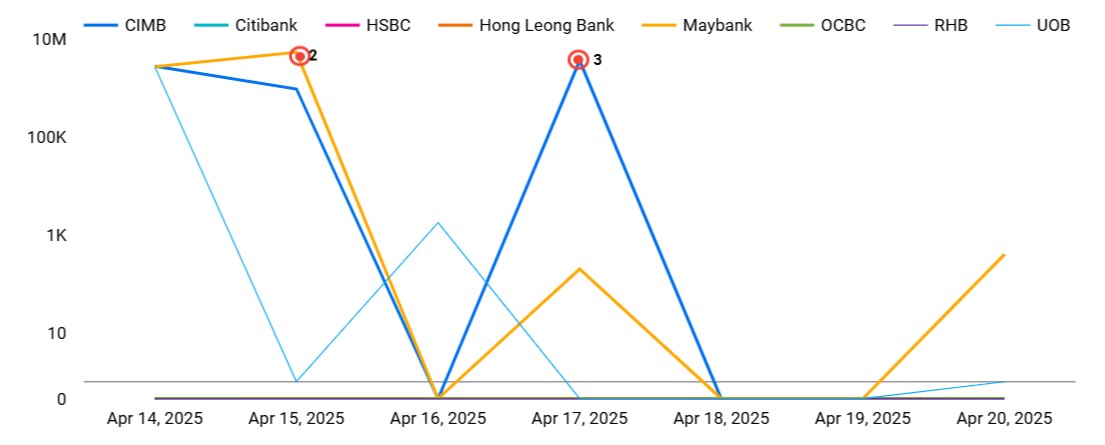 CIMB Citibank HSBC Hong Leong Bank Maybank OCBC RHB UOB
10M
2
3
100K
1K
10
0
Apr 14, 2025 Apr 15, 2025 Apr 16, 2025 Apr 17, 2025 Apr 18, 2025 Apr 19, 2025 Apr 20, 2025